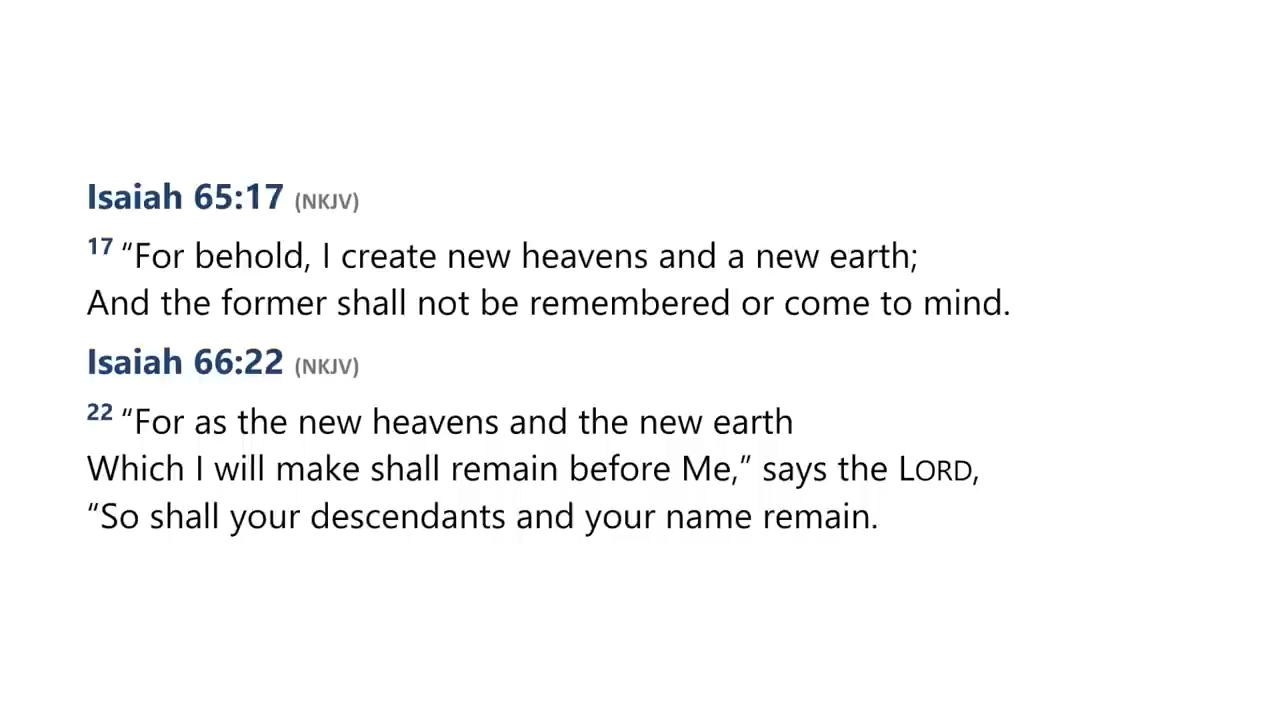 Isaiah 65:17 (NKJV)
17 “For behold, I create new heavens and a new earth;
And the former shall not be remembered or come to mind.
Isaiah 66:22 (NKJV)
22 “For as the new heavens and the new earth
Which I will make shall remain before Me,” says the LORD,
“So shall your descendants and your name remain.